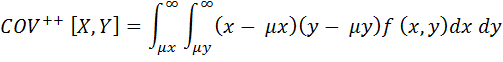 COV⁺⁺ [X,Y] = ∫_{μx}^{∞} ∫_{μy}^{∞} (x − μx)(y − μy)f (x,y)dx dy